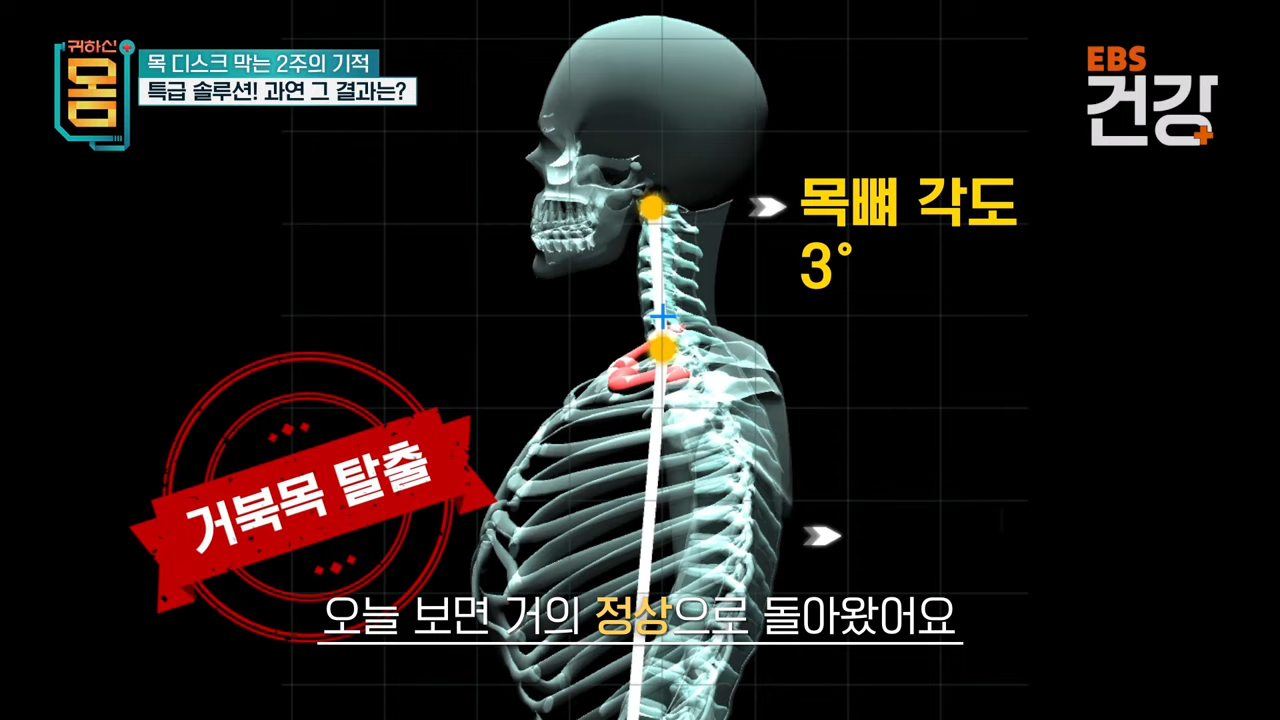 귀하신
몸
목 디스크 막는 2주의 기적
특급 솔루션! 과연 그 결과는?
EBS
건강+
목뼈 각도
3°
거북목 탈출
오늘 보면 거의 정상으로 돌아왔어요